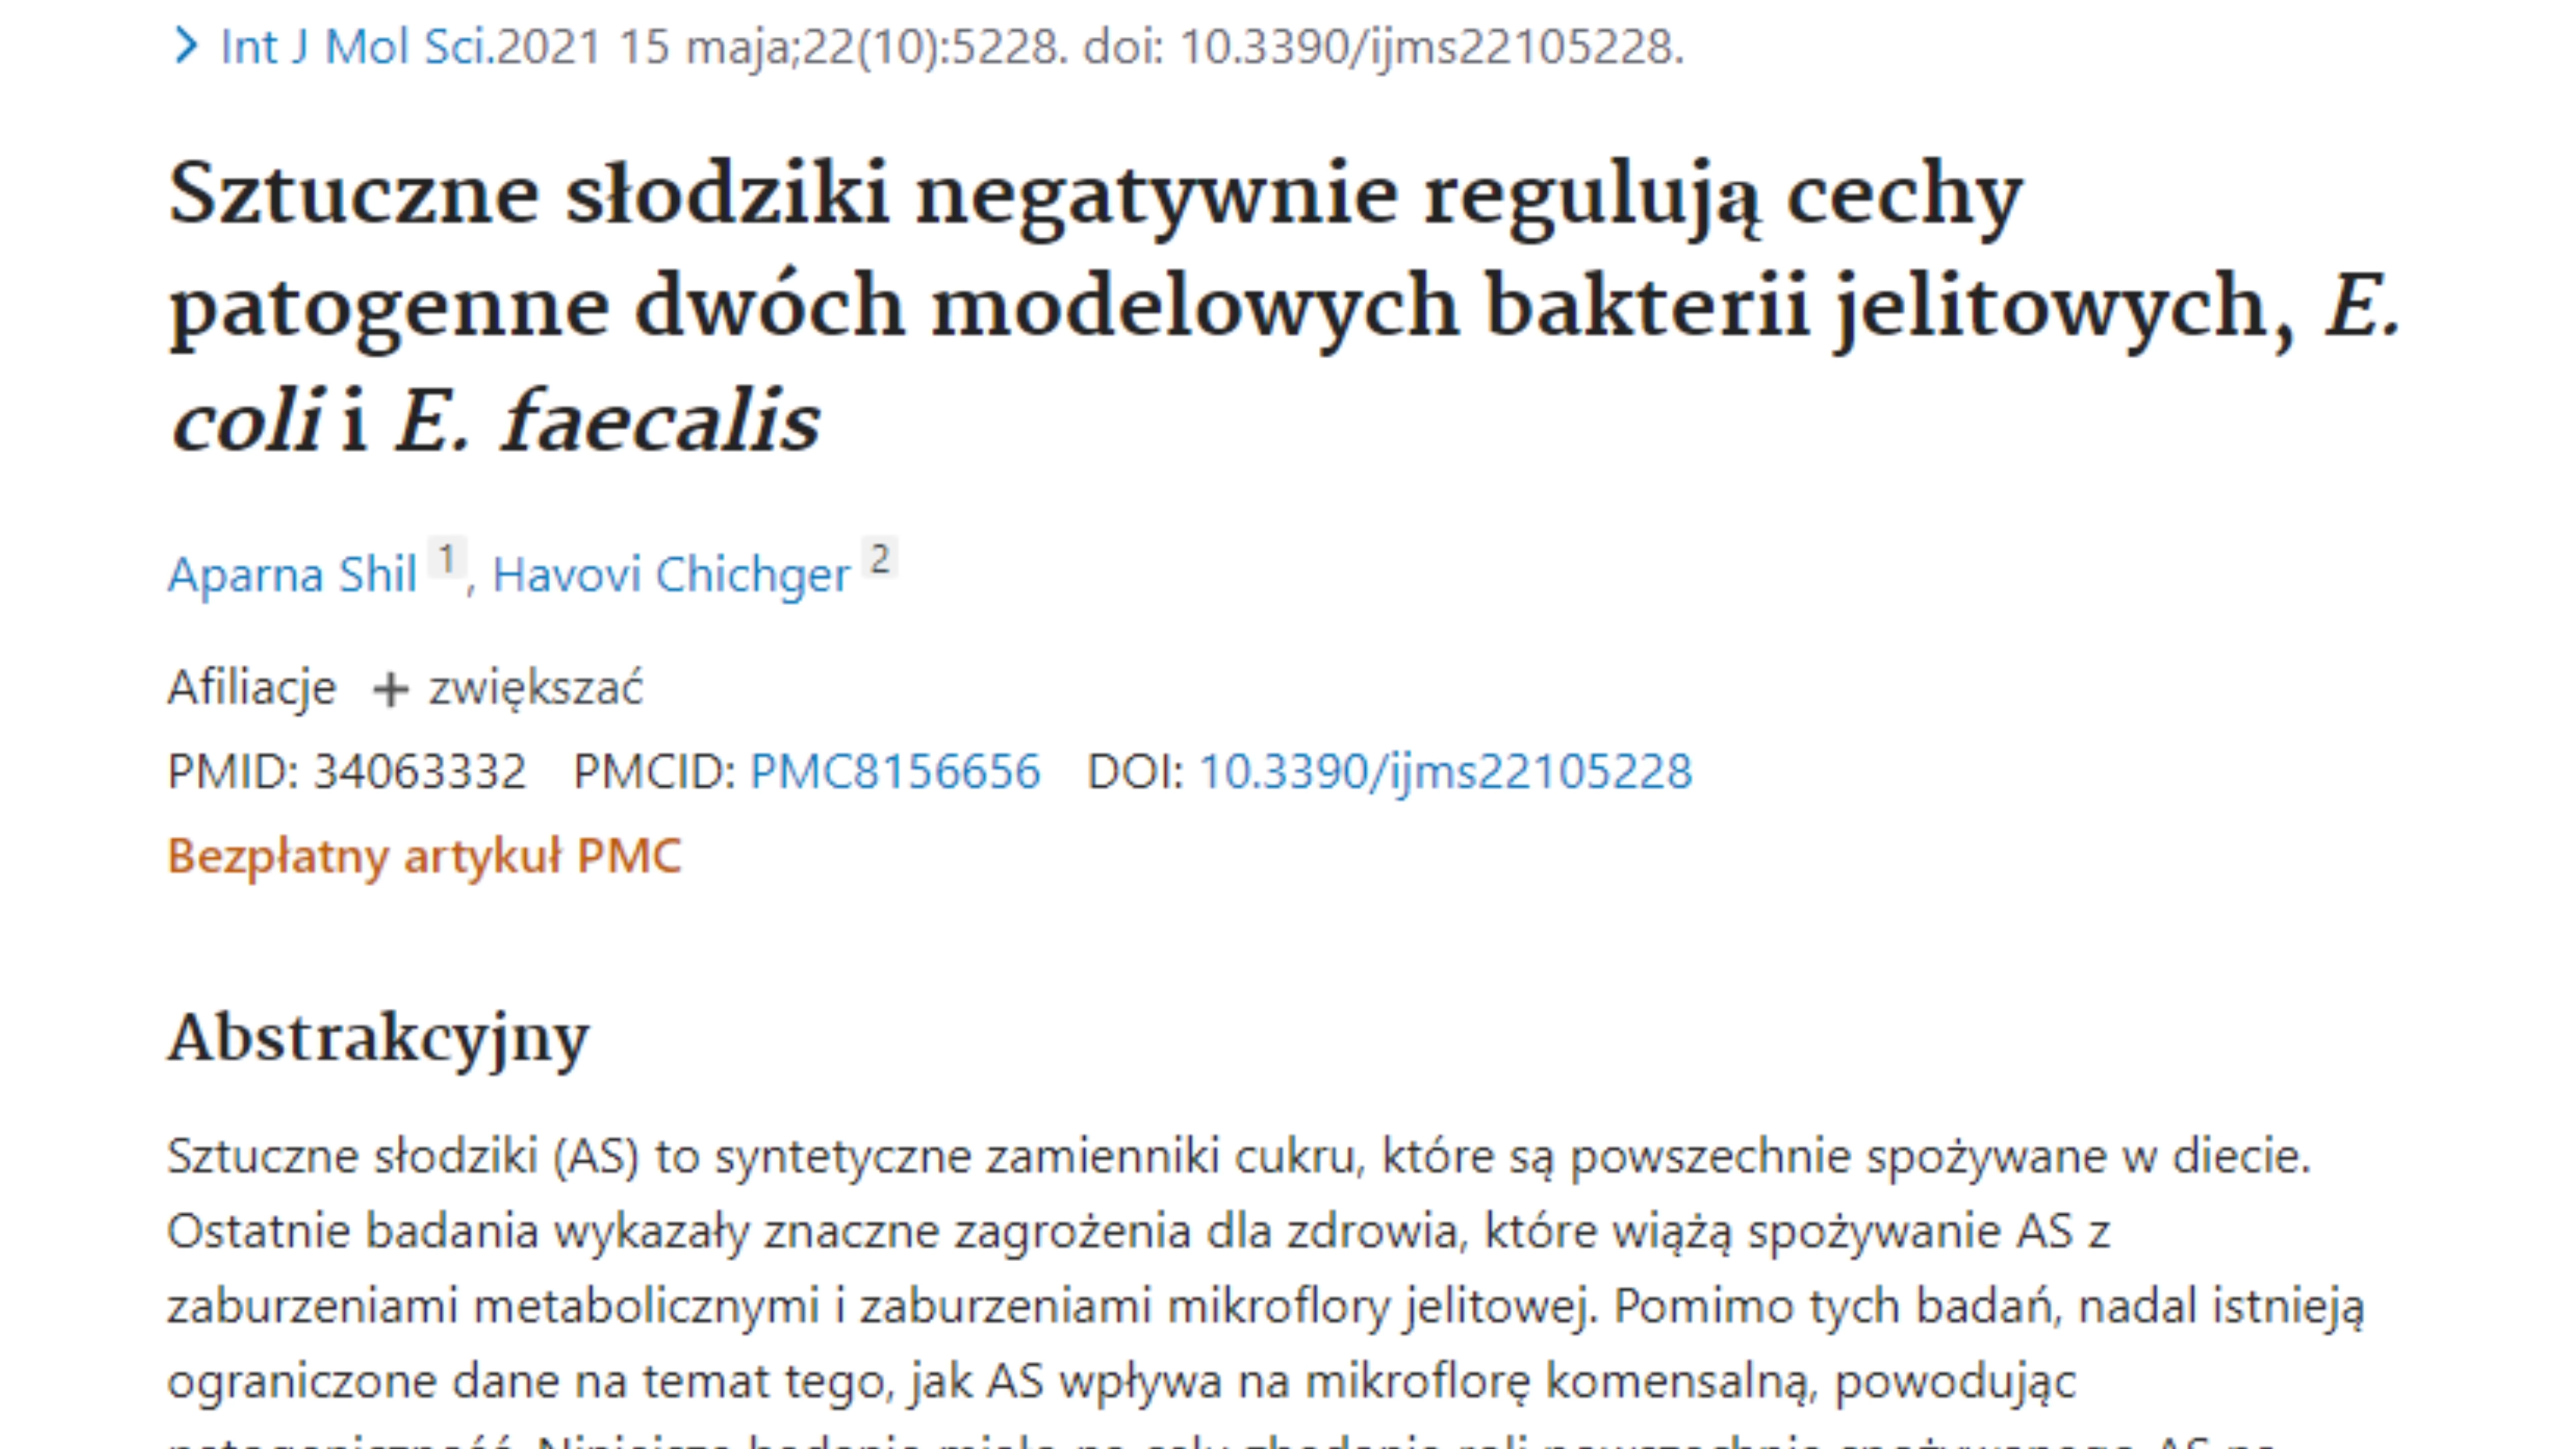 > Int J Mol Sci.2021 15 maja;22(10):5228. doi: 10.3390/ijms22105228.
Sztuczne słodziki negatywnie regulują cechy
patogenne dwóch modelowych bakterii jelitowych, E.
coli i E. faecalis
Aparna Shil 1, Havovi Chichger 2
Afiliacje + zwiększać
PMID: 34063332 PMCID: PMC8156656 DOI: 10.3390/ijms22105228
Bezpłatny artykuł PMC
Abstrakcyjny
Sztuczne słodziki (AS) to syntetyczne zamienniki cukru, które są powszechnie spożywane w diecie.
Ostatnie badania wykazały znaczne zagrożenia dla zdrowia, które wiążą spożywanie AS z
zaburzeniami metabolicznymi i zaburzeniami mikroflory jelitowej. Pomimo tych badań, nadal istnieją
ograniczone dane na temat tego, jak AS wpływa na mikroflorę komensalną, powodując